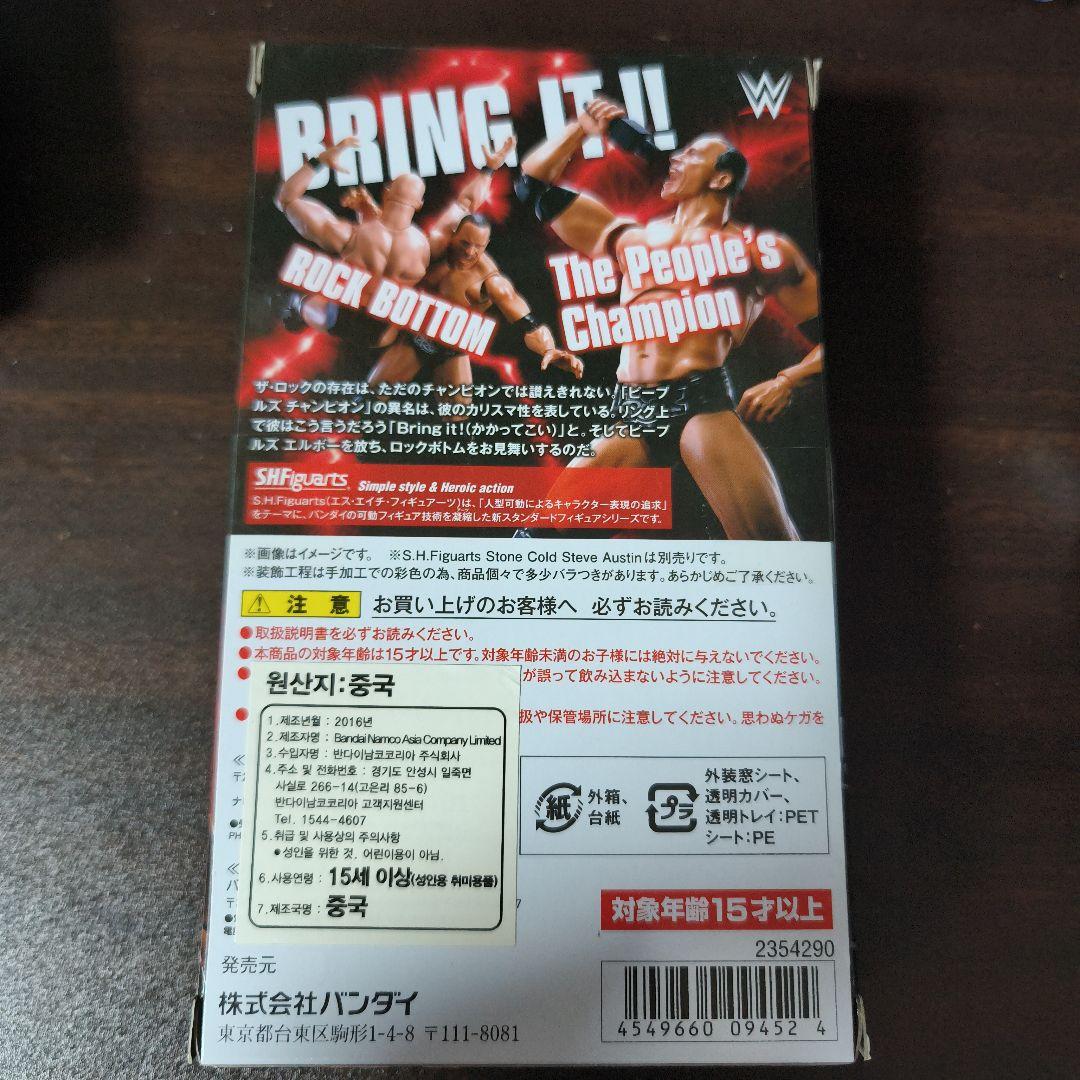 BRING IT!!
W
ROCK BOTTOM
The People's
Champion
ザ・ロックの存在は、ただのチャンピオンでは讃えきれない。「ピープ
ルズ チャンピオン」の異名は、彼のカリスマ性を表している。リング上
で彼はこう言うだろう「Bring it!(かかってこい)」と。そしてピープ
ルズ エルボーを放ち、ロックボトムをお見舞いするのだ。
S.H.Figuarts Simple style & Heroic action
S.H.Figuarts(エス・エイチ・フィギュアーツ)は、「人型可動によるキャラクター表現の追求」
をテーマに、バンダイの可動フィギュア技術を凝縮した新スタンダードフィギュアシリーズです。
※画像はイメージです。 ※S.H.Figuarts Stone Cold Steve Austinは別売りです。
※装飾工程は手加工での彩色の為、商品個々で多少バラつきがあります。あらかじめご了承ください。
注意 お買い上げのお客様へ 必ずお読みください。
●取扱説明書を必ずお読みください。
●本商品の対象年齢は15才以上です。対象年齢未満のお子様には絶対に与えないでください。
が誤って飲み込まないように注意してください。
扱や保管場所に注意してください。思わぬケガを
원산지:중국
1.제조년월 : 2016년
2.제조자명 : Bandai Namco Asia Company Limited
3.수입자명 : 반다이남코코리아 주식회사
4.주소 및 전화번호 : 경기도 안성시 일죽면
사실로 266-14(고은리 85-6)
반다이남코코리아 고객지원센터
Tel. 1544-4607
5.취급 및 사용상의 주의사항
●성인을 위한 것. 어린이용이 아님.
6.사용연령 : 15세 이상(성인용 취미용품)
7.제조국명 : 중국
紙 外箱、
台紙
プラ 外装窓シート、
透明カバー、
透明トレイ:PET
シート:PE
対象年齢15才以上
2354290
4549660 09452 4
発売元
株式会社バンダイ
東京都台東区駒形1-4-8 〒111-8081